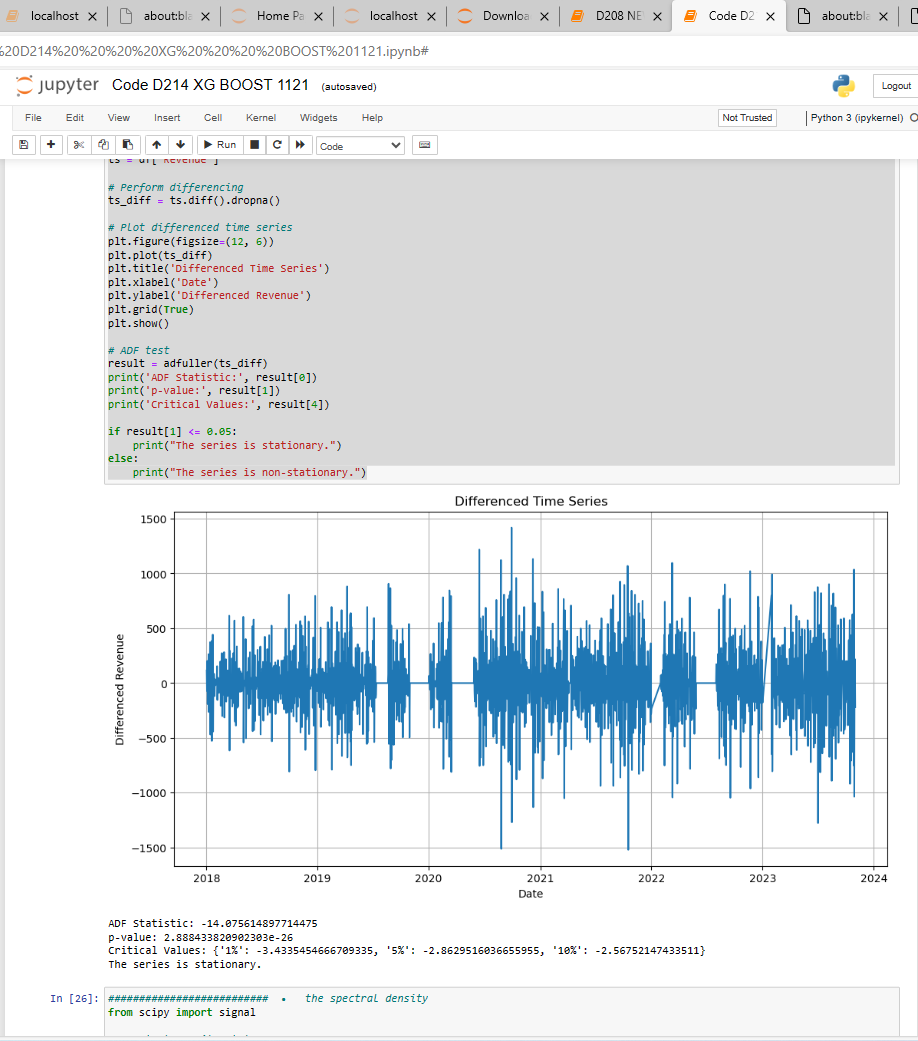 localhost
about:bla
Home Pa
localhost
Downloa
D208 NE
Code D2
about:bla
%20D214%20%20%20%20XG%20%20%20%20BOOST%201121.ipynb#
jupyter Code D214 XG BOOST 1121 (autosaved)
Logout
File Edit View Insert Cell Kernel Widgets Help
Not Trusted
Python 3 (ipykernel)
Run
Code
ts = df['Revenue']
# Perform differencing
ts_diff = ts.diff().dropna()
# Plot differenced time series
plt.figure(figsize=(12, 6))
plt.plot(ts_diff)
plt.title('Differenced Time Series')
plt.xlabel('Date')
plt.ylabel('Differenced Revenue')
plt.grid(True)
plt.show()
# ADF test
result = adfuller(ts_diff)
print('ADF Statistic:', result[0])
print('p-value:', result[1])
print('Critical Values:', result[4])
if result[1] <= 0.05:
    print("The series is stationary.")
else:
    print("The series is non-stationary.")
Differenced Time Series
1500
1000
500
0
−500
−1000
−1500
Differenced Revenue
2018 2019 2020 2021 2022 2023 2024
Date
ADF Statistic: -14.075614897714475
p-value: 2.888433820902303e-26
Critical Values: {'1%': -3.4335454666709335, '5%': -2.8629516036655955, '10%': -2.56752147433511}
The series is stationary.
In [26]: ########################## • the spectral density
from scipy import signal